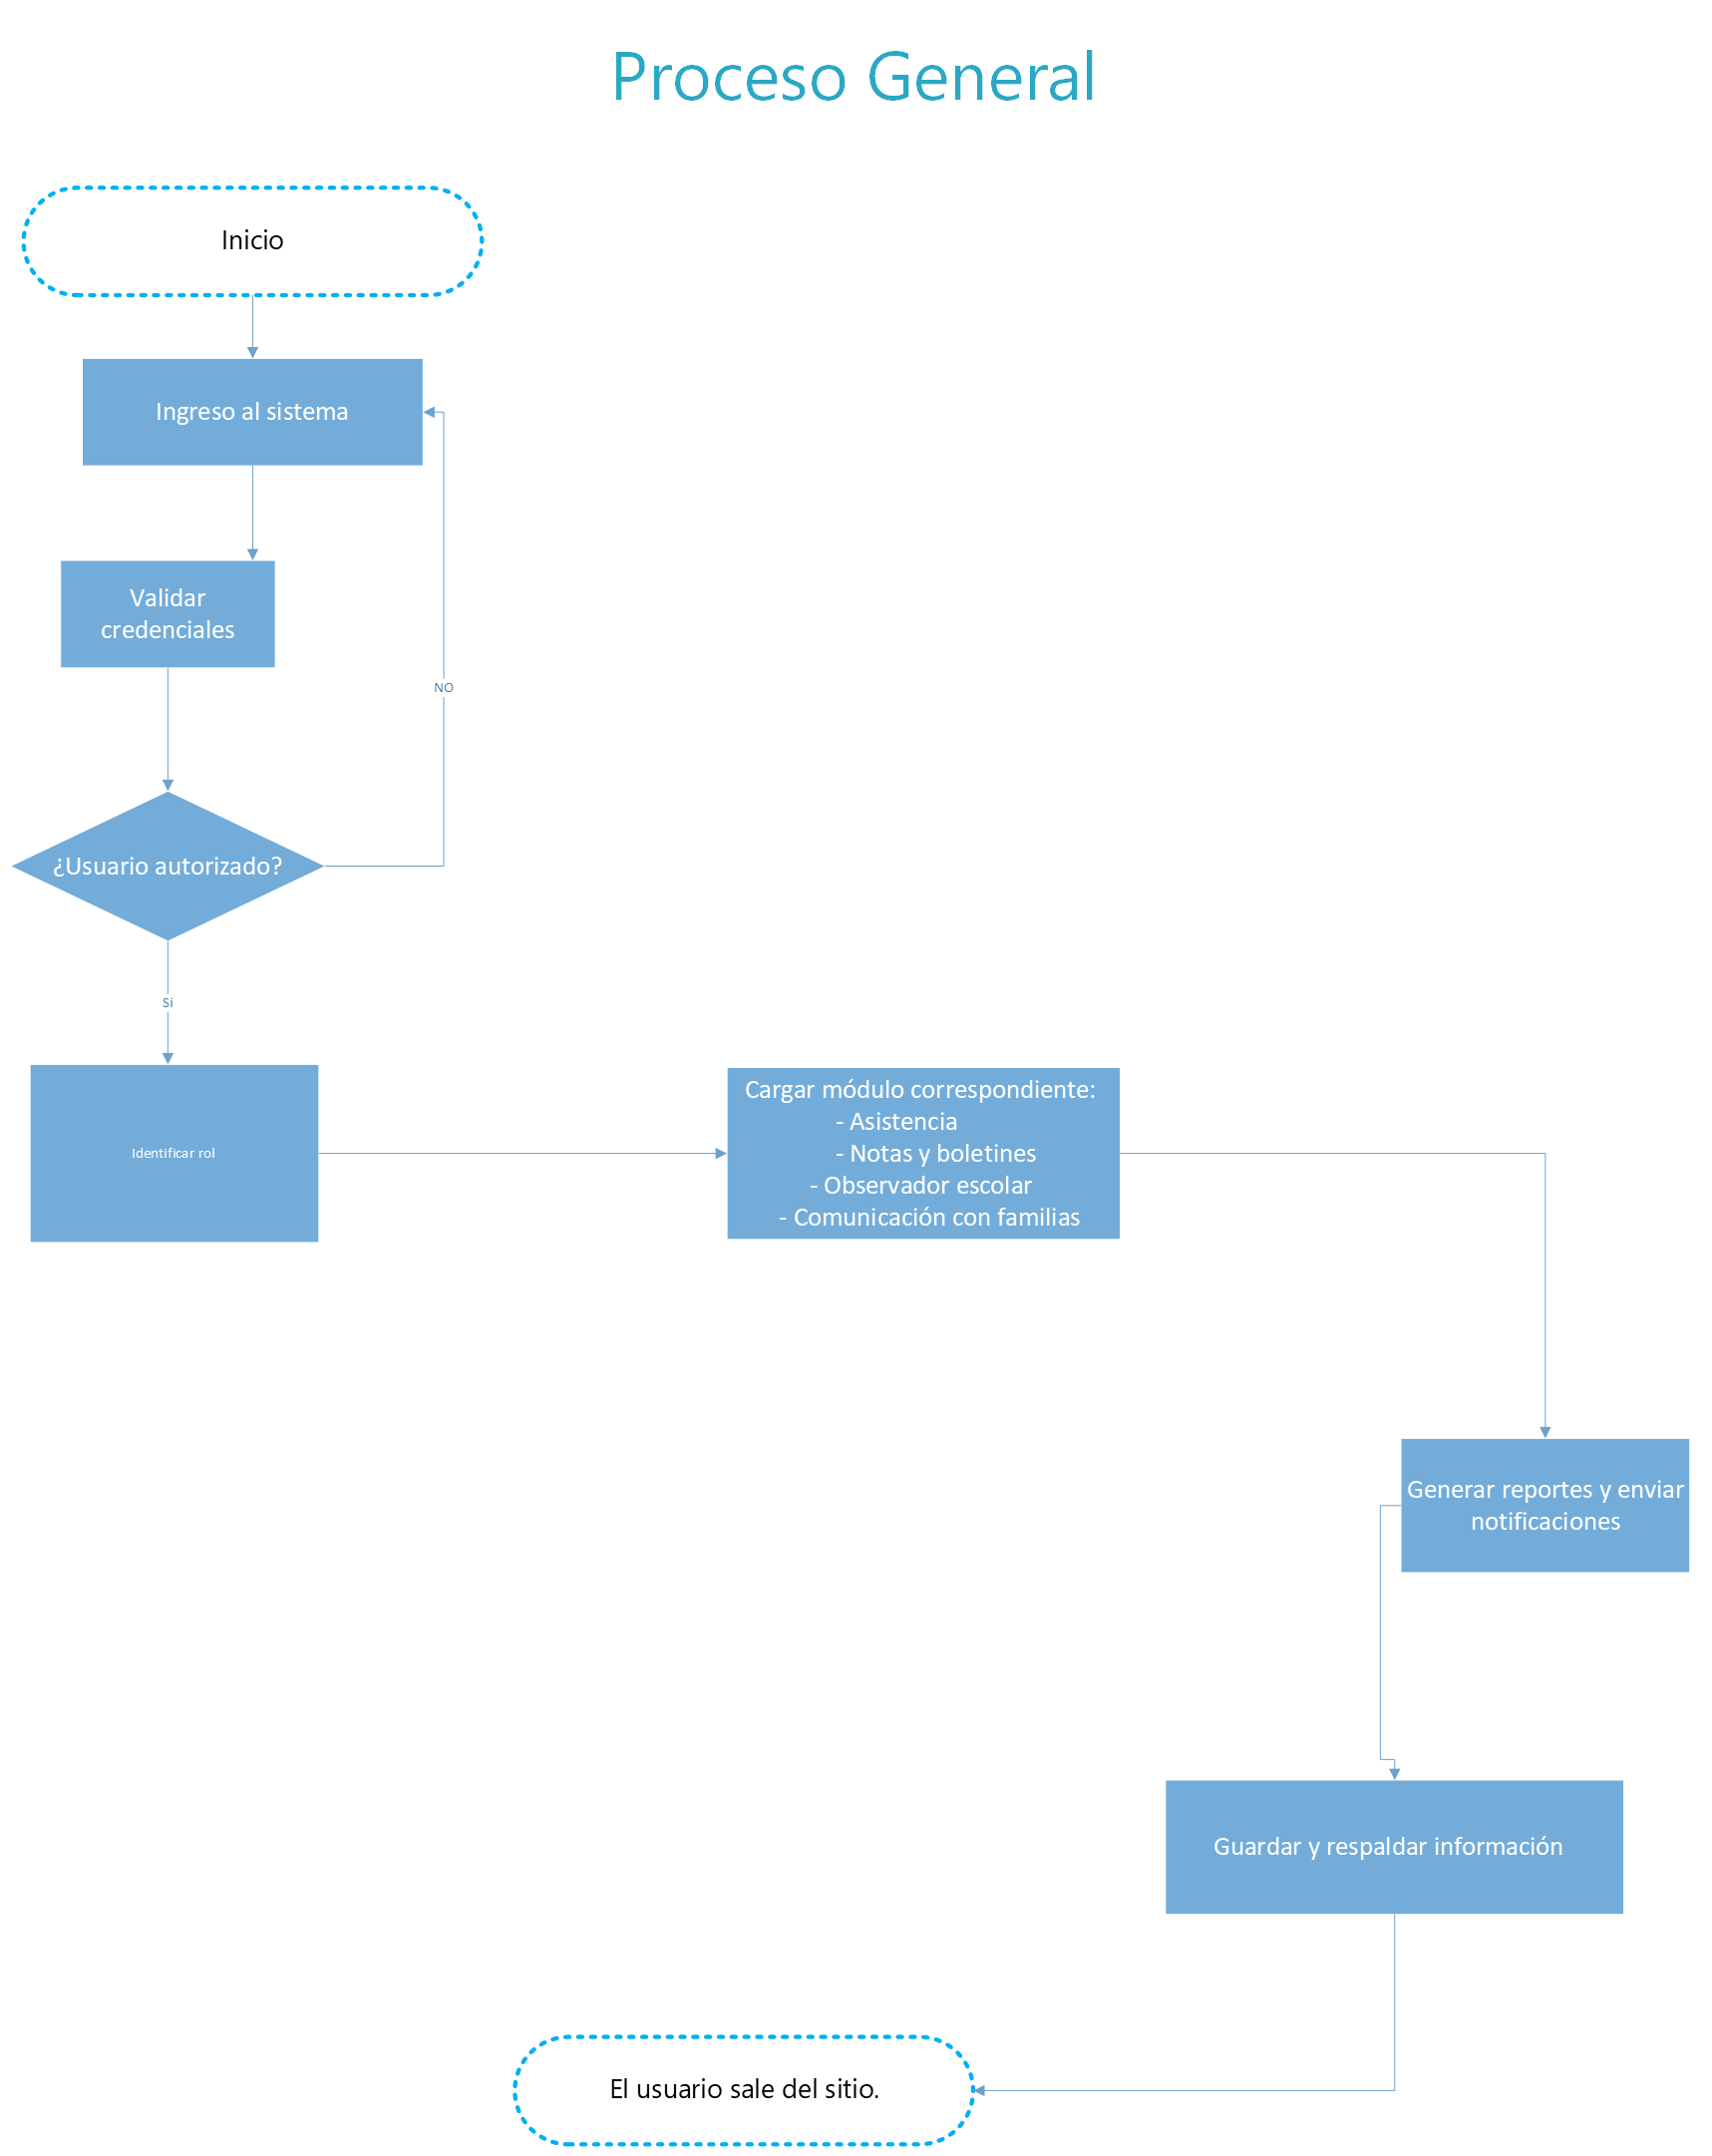 Proceso General
Inicio
Ingreso al sistema
Validar
credenciales
NO
¿Usuario autorizado?
Si
Identificar rol
Cargar módulo correspondiente:
- Asistencia
- Notas y boletines
- Observador escolar
- Comunicación con familias
Generar reportes y enviar
notificaciones
Guardar y respaldar información
El usuario sale del sitio.